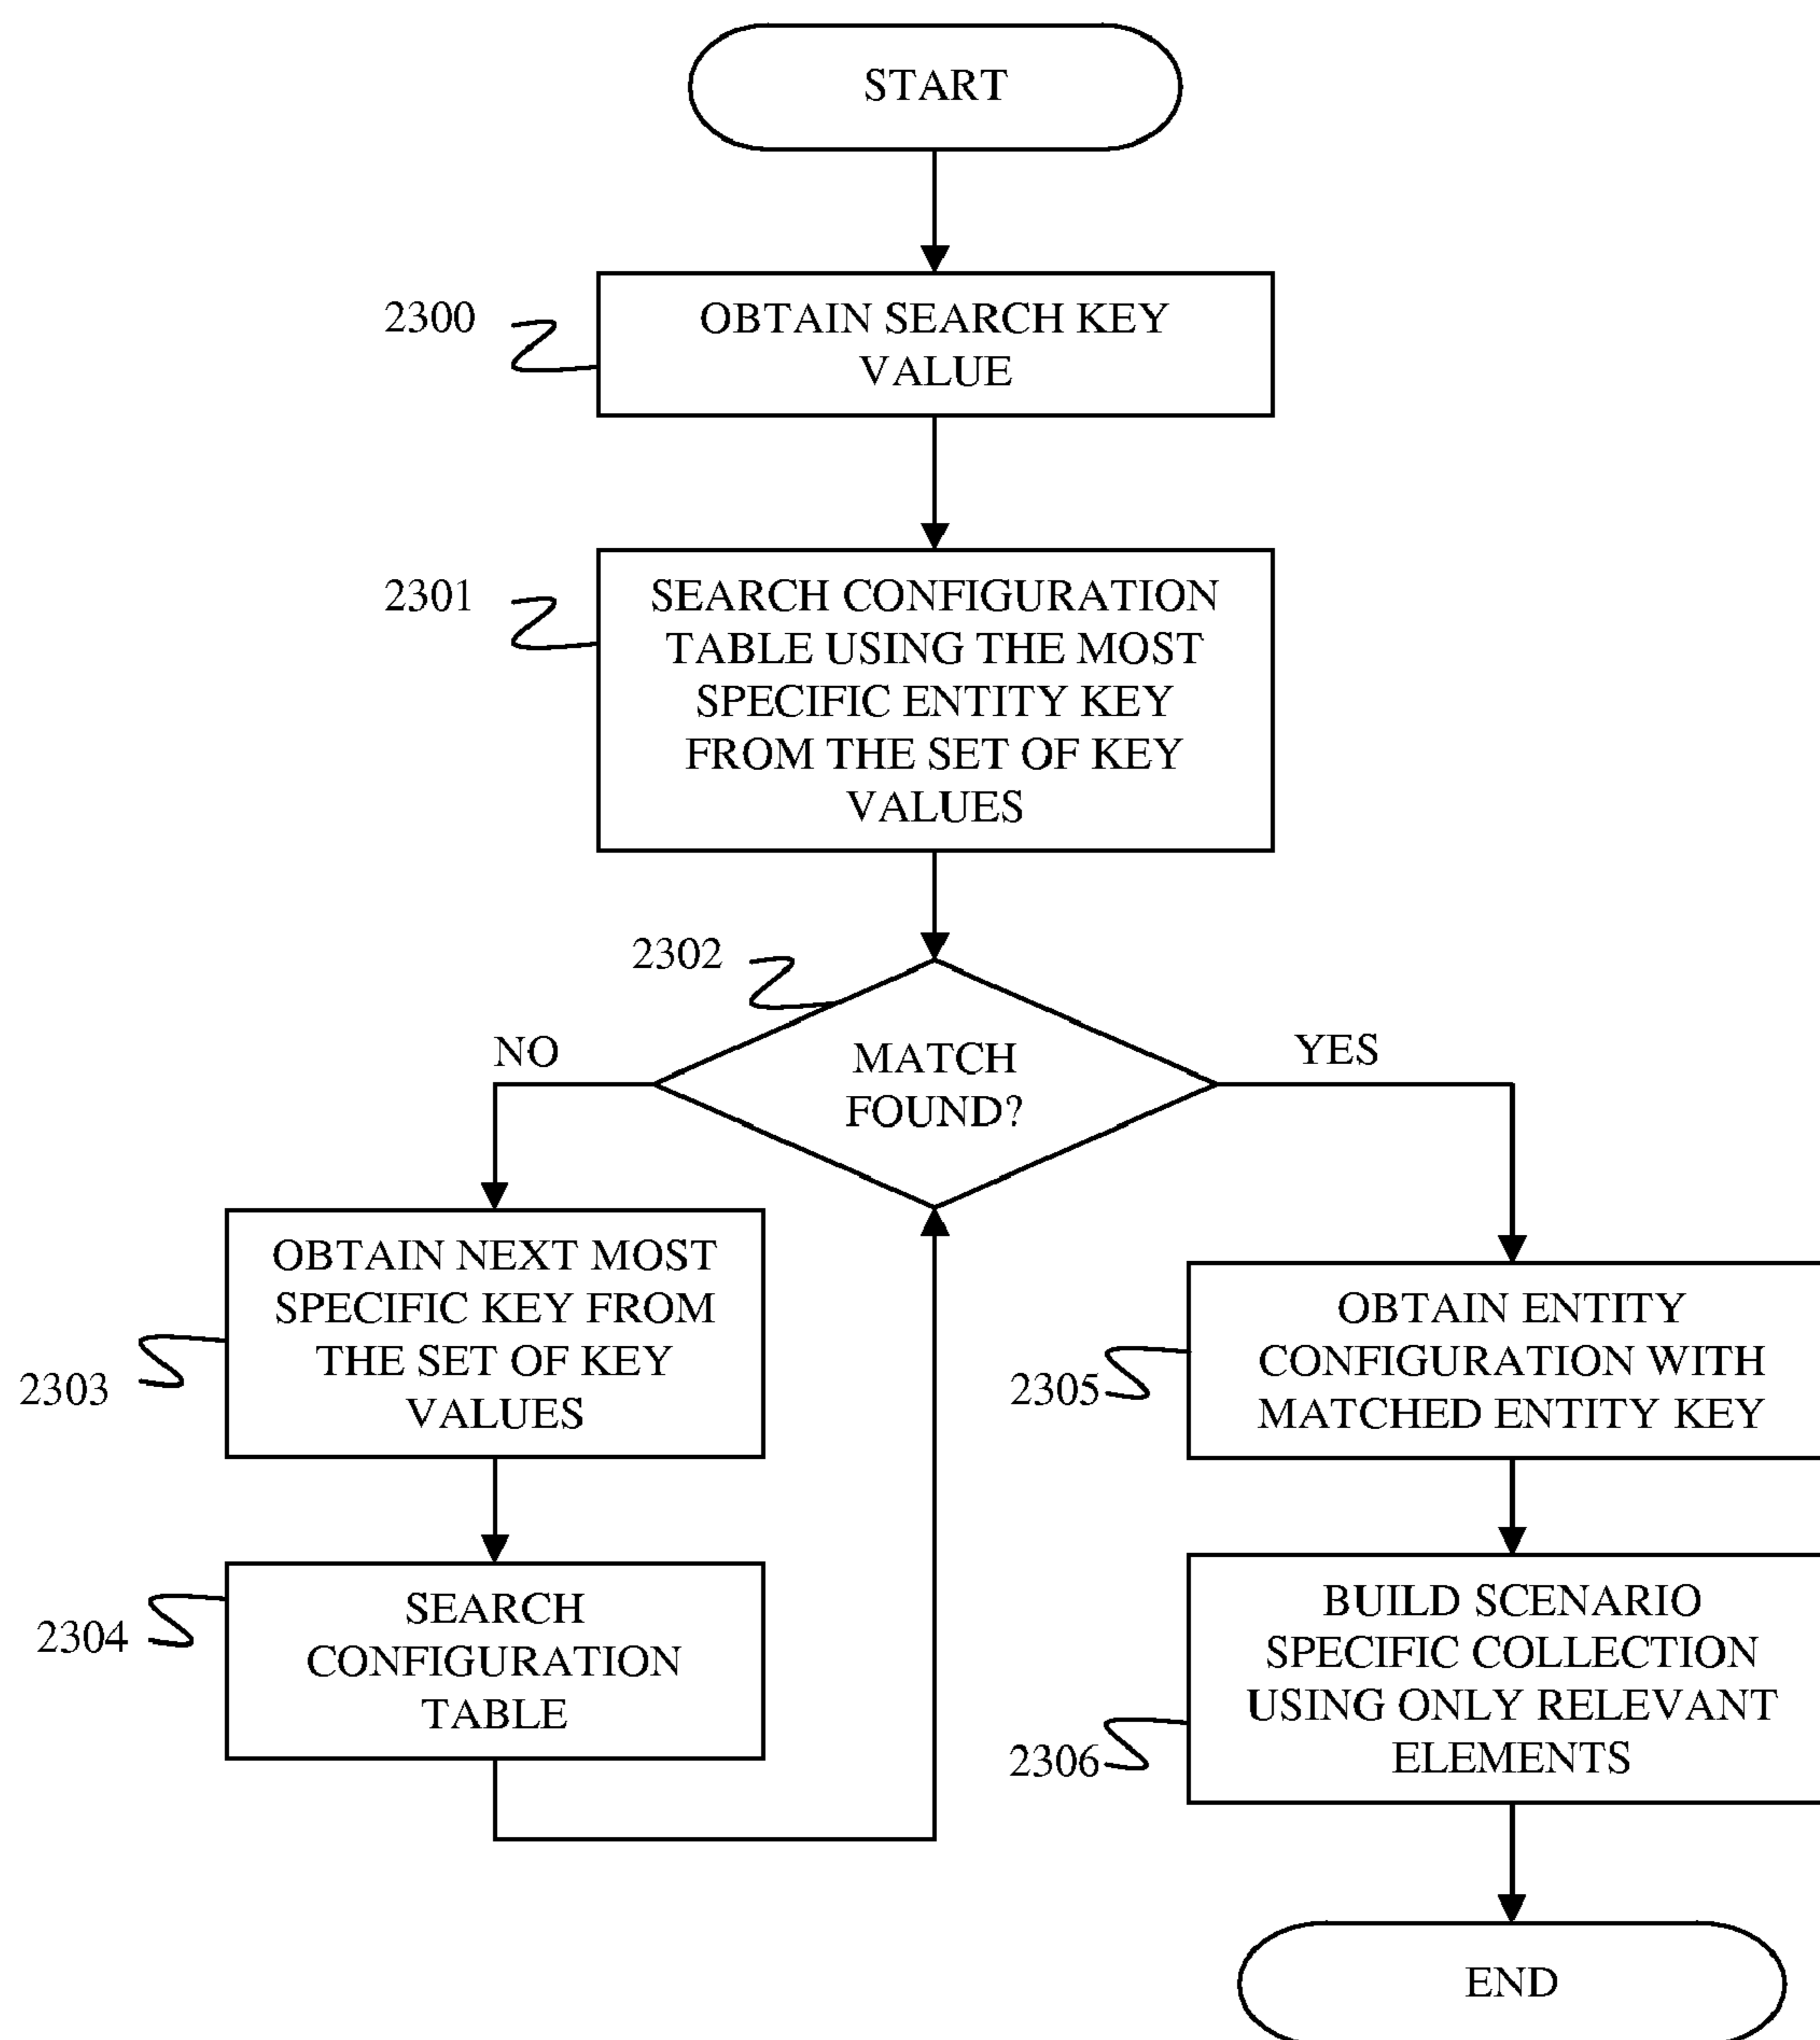 START
2300
OBTAIN SEARCH KEY
VALUE
2301
SEARCH CONFIGURATION
TABLE USING THE MOST
SPECIFIC ENTITY KEY
FROM THE SET OF KEY
VALUES
2302
MATCH
FOUND?
NO
YES
OBTAIN NEXT MOST
SPECIFIC KEY FROM
THE SET OF KEY
VALUES
2303
SEARCH
CONFIGURATION
TABLE
2304
OBTAIN ENTITY
CONFIGURATION WITH
MATCHED ENTITY KEY
2305
BUILD SCENARIO
SPECIFIC COLLECTION
USING ONLY RELEVANT
ELEMENTS
2306
END